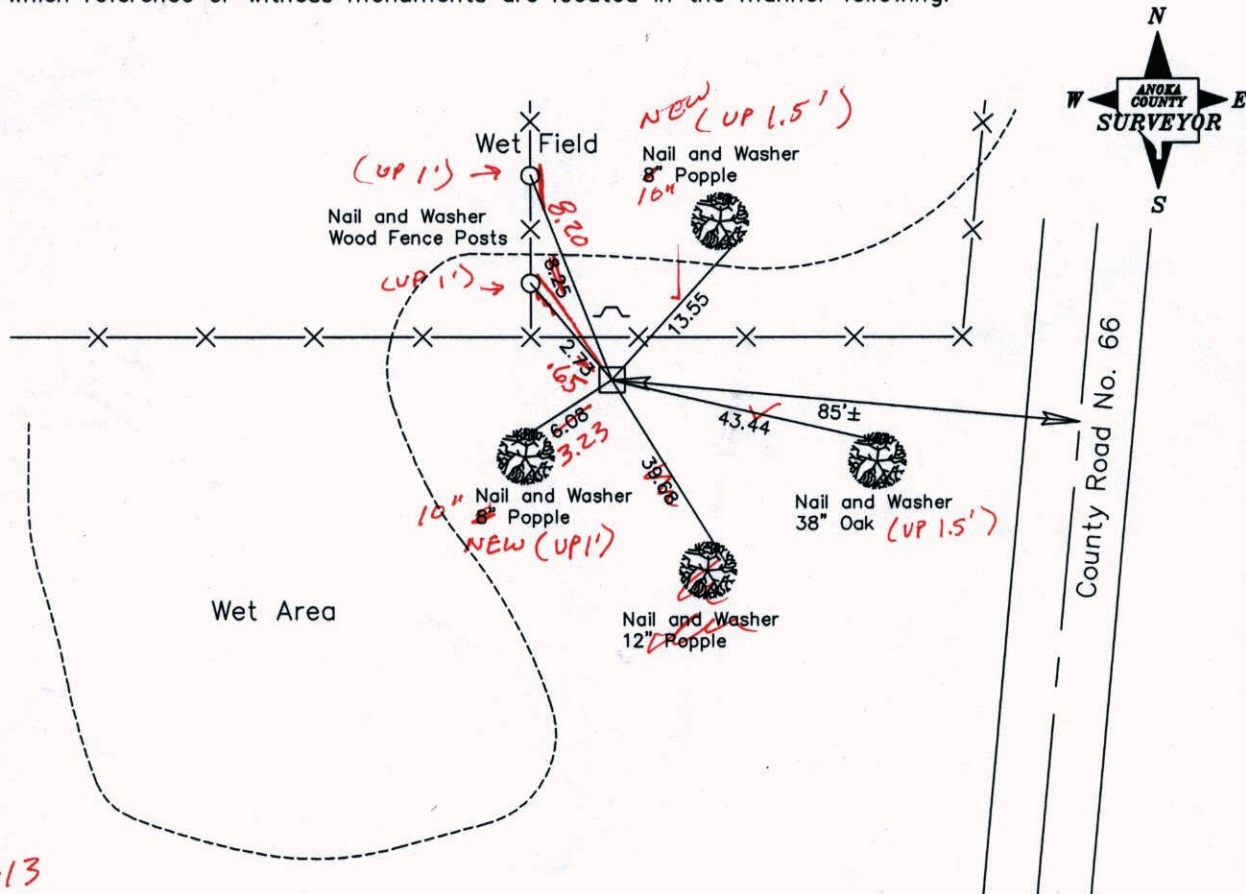 which reference or witness monuments are located in the manner following:
N
W
ANOKA
COUNTY
E
SURVEYOR
S
NEW (UP 1.5')
Wet Field
Nail and Washer
8" Popple
10"
(UP 1')
8.20
Nail and Washer
Wood Fence Posts
8.25
(UP 1')
13.55
2.73
.65
6.08
3.23
43.44
85'±
39.68
County Road No. 66
10"
Nail and Washer
8" Popple
NEW (UP 1')
Nail and Washer
38" Oak (UP 1.5')
Wet Area
Nail and Washer
12" Popple
13